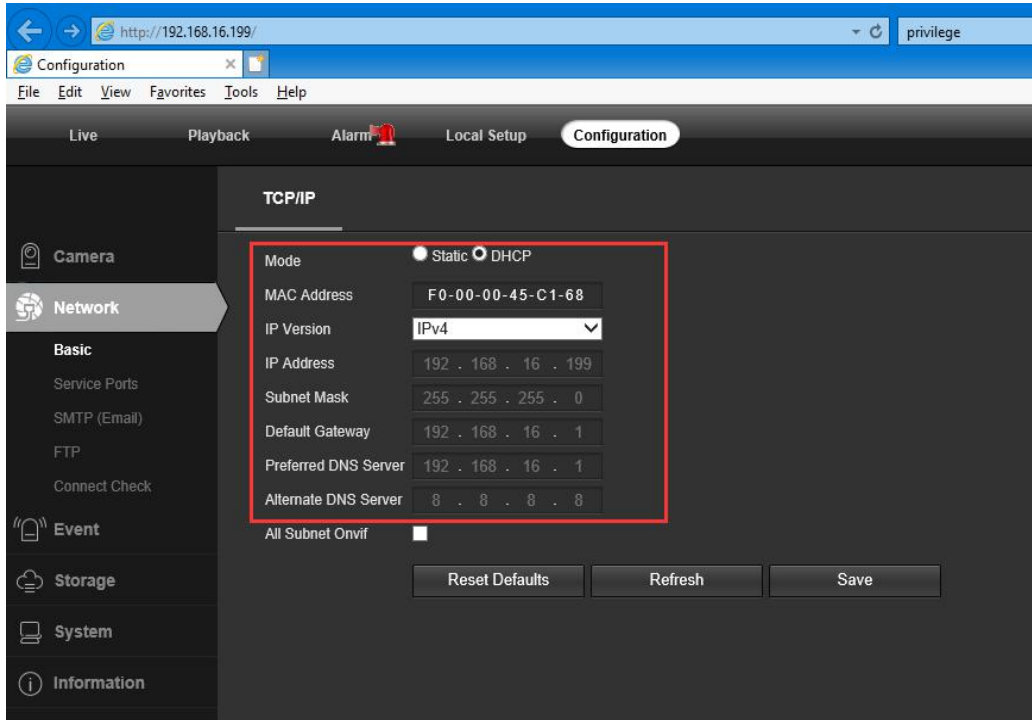 http://192.168.16.199/
privilege
Configuration
File Edit View Favorites Tools Help
Live Playback Alarm Local Setup Configuration
TCP/IP
Camera
Network
Basic
Service Ports
SMTP (Email)
FTP
Connect Check
Event
Storage
System
Information
Mode Static DHCP
MAC Address F0-00-00-45-C1-68
IP Version IPv4
IP Address 192 . 168 . 16 . 199
Subnet Mask 255 . 255 . 255 . 0
Default Gateway 192 . 168 . 16 . 1
Preferred DNS Server 192 . 168 . 16 . 1
Alternate DNS Server 8 . 8 . 8 . 8
All Subnet Onvif
Reset Defaults Refresh Save